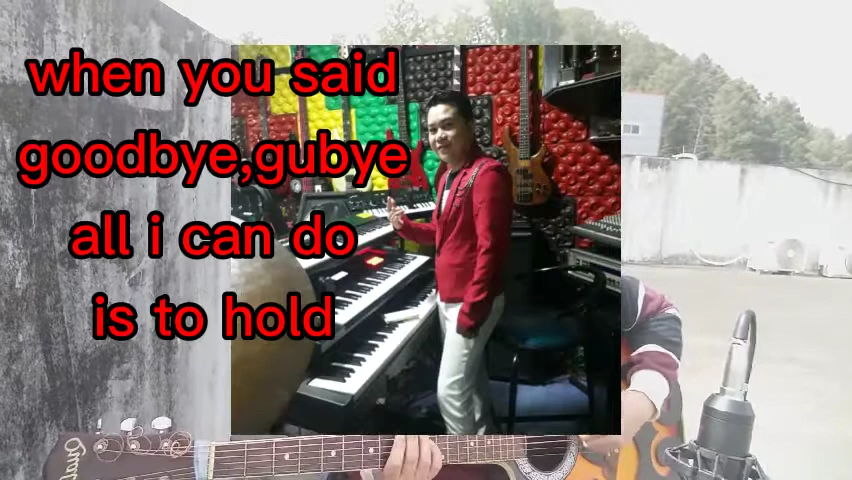 when you said
goodbye,gubye
all i can do
is to hold